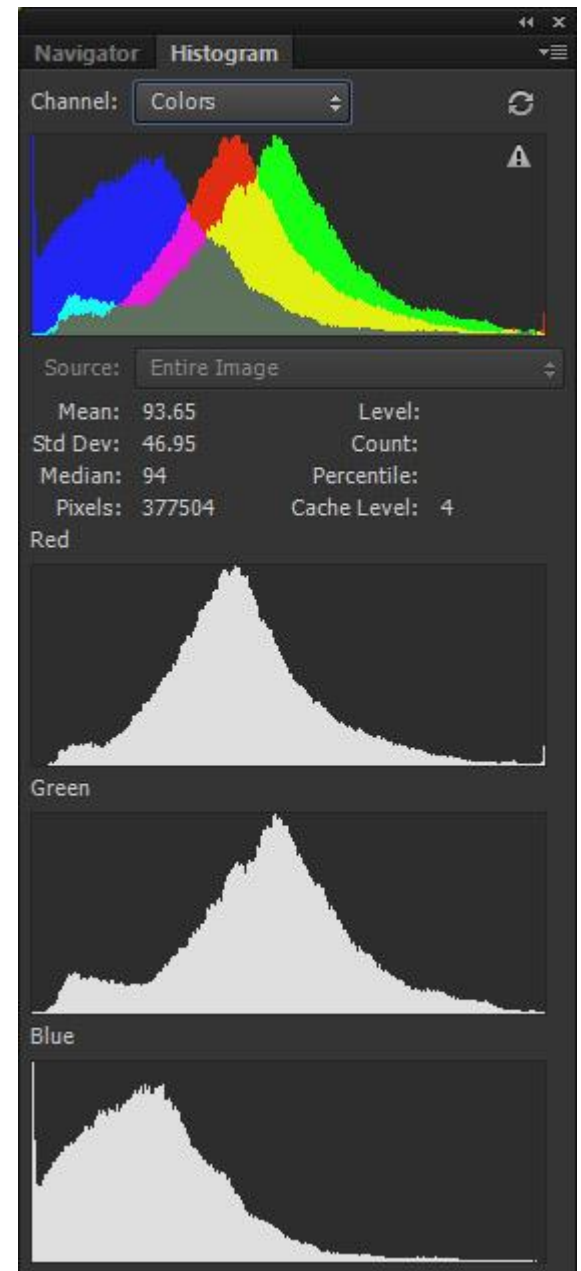 Navigator Histogram
Channel: Colors
Source: Entire Image
Mean: 93.65 Level:
Std Dev: 46.95 Count:
Median: 94 Percentile:
Pixels: 377504 Cache Level: 4
Red
Green
Blue